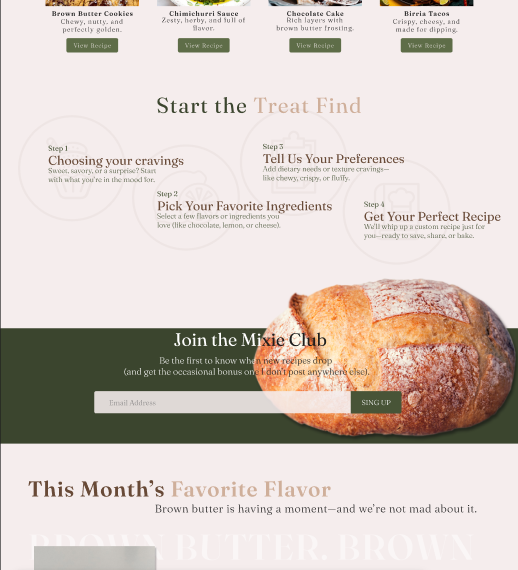 Brown Butter Cookies
Chewy, nutty, and
perfectly golden.
View Recipe
Chimichurri Sauce
Zesty, herby, and full of
flavor.
View Recipe
Chocolate Cake
Rich layers with
brown butter frosting.
View Recipe
Birria Tacos
Crispy, cheesy, and
made for dipping.
View Recipe
Start the Treat Find
Step 1
Choosing your cravings
Sweet, savory, or a surprise? Start
with what you're in the mood for.
Step 2
Pick Your Favorite Ingredients
Select a few flavors or ingredients you
love (like chocolate, lemon, or cheese).
Step 3
Tell Us Your Preferences
Add dietary needs or texture cravings—
like chewy, crispy, or fluffy.
Step 4
Get Your Perfect Recipe
We'll whip up a custom recipe just for
you—ready to save, share, or bake.
Join the Mixie Club
Be the first to know when new recipes drop
(and get the occasional bonus one I don't post anywhere else).
Email Address
SING UP
This Month's Favorite Flavor
Brown butter is having a moment—and we're not mad about it.
BROWN BUTTER. BROWN